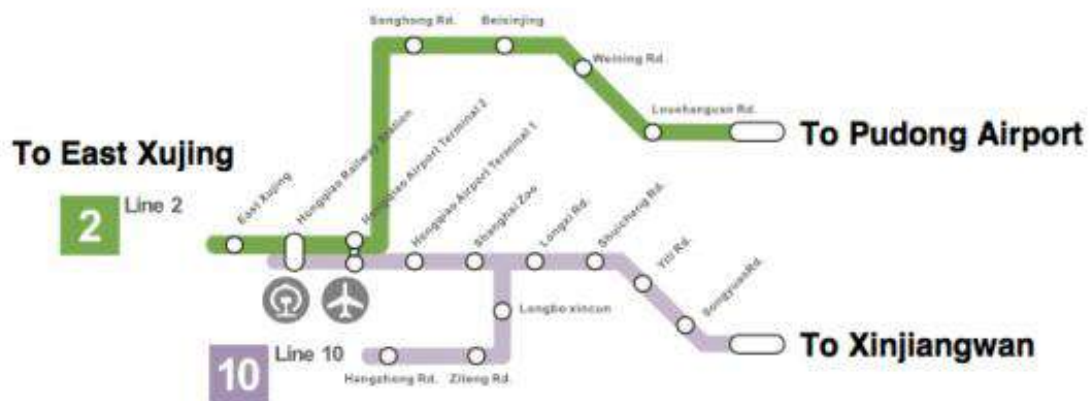 Songhong Rd.
Beixinjing
Weining Rd.
Loushanguan Rd.
To Pudong Airport
To East Xujing
2
Line 2
East Xujing
Hongqiao Railway Station
Hongqiao Airport Terminal 2
Hongqiao Airport Terminal 1
Shanghai Zoo
Longxi Rd.
Shuicheng Rd.
Yili Rd.
SongyuanRd.
Longbo xincun
10
Line 10
Hangzhong Rd.
Ziteng Rd.
To Xinjiangwan